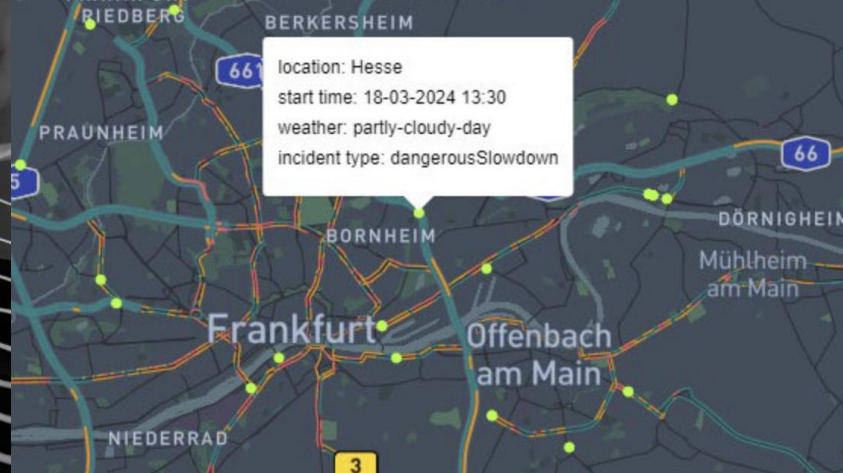 RIEDBERG
BERKERSHEIM
661
location: Hesse
start time: 18-03-2024 13:30
weather: partly-cloudy-day
incident type: dangerousSlowdown
PRAUNHEIM
66
5
BORNHEIM
DÖRNIGHEIM
Mühlheim
am Main
Frankfurt
Offenbach
am Main
NIEDERRAD
3